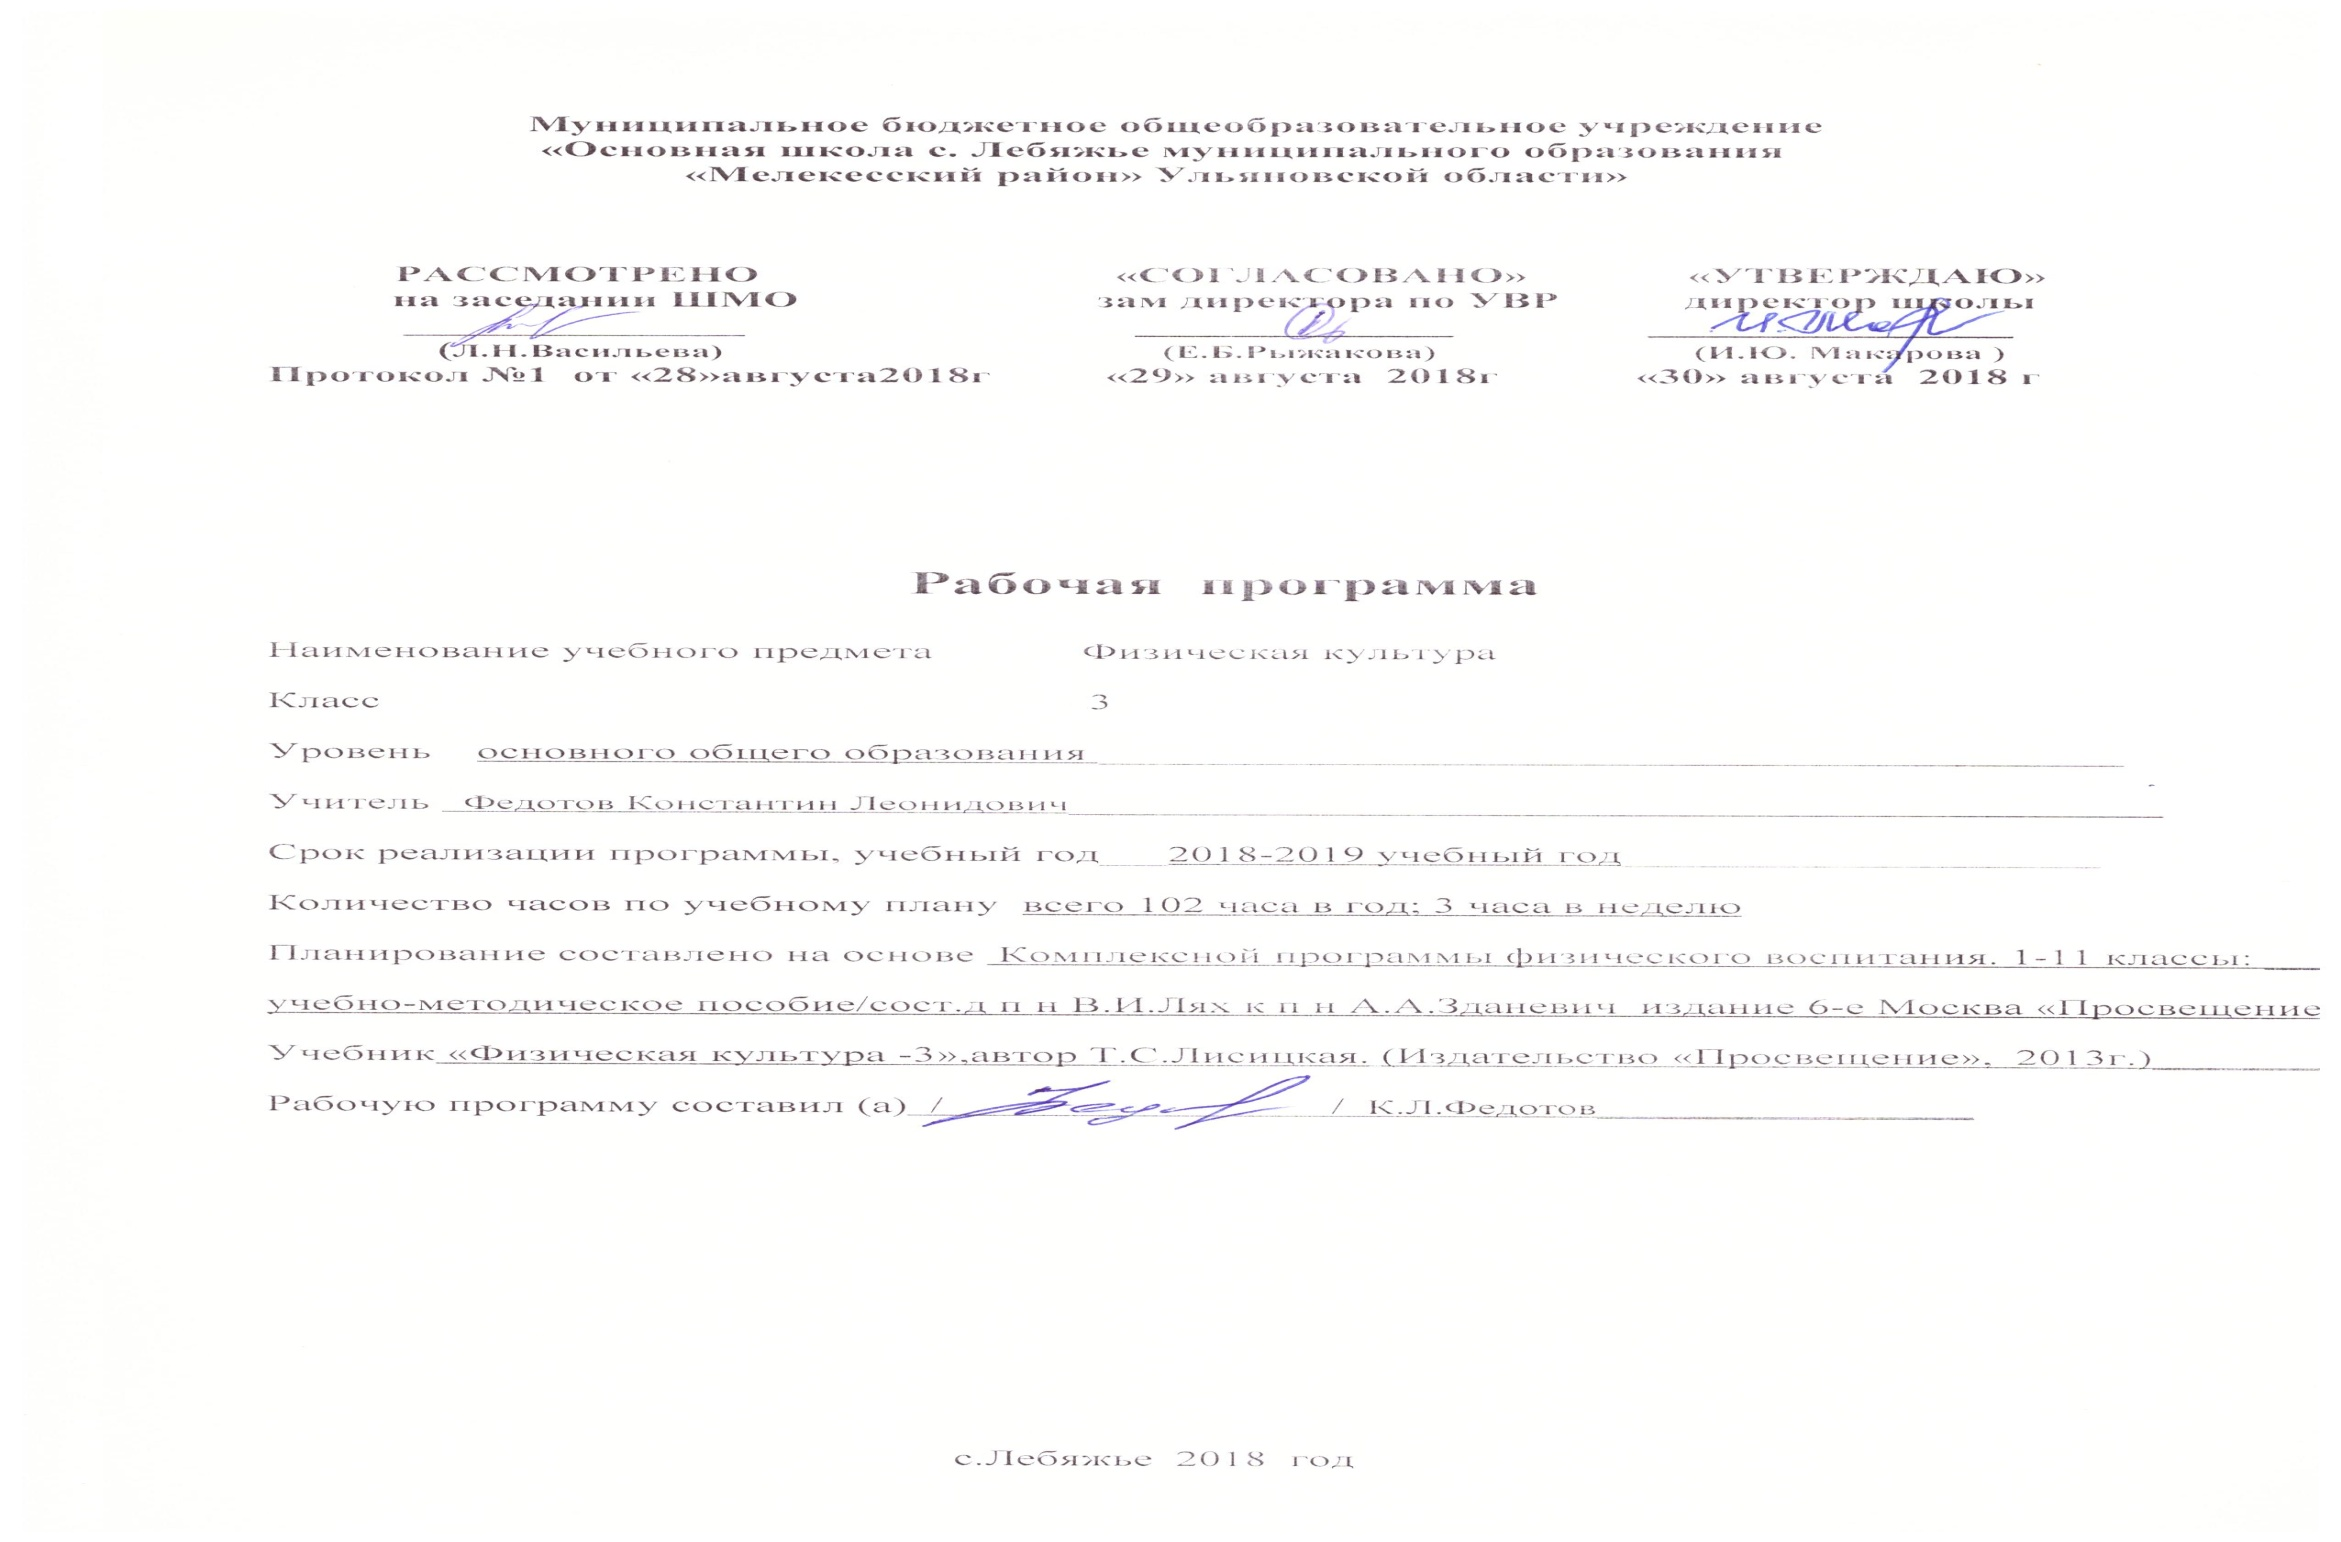 Муниципальное бюджетное общеобразовательное учреждение
«Основная школа с. Лебяжье муниципального образования
«Мелекесский район» Ульяновской области»
РАССМОТРЕНО «СОГЛАСОВАНО» «УТВЕРЖДАЮ»
на заседании ШМО зам директора по УВР директор школы
(Л.Н.Васильева) (Е.Б.Рыжакова) (И.Ю. Макарова )
Протокол №1 от «28»августа2018г «29» августа 2018г «30» августа 2018 г
Рабочая программа
Наименование учебного предмета Физическая культура
Класс 3
Уровень основного общего образования
Учитель Федотов Константин Леонидович
Срок реализации программы, учебный год 2018-2019 учебный год
Количество часов по учебному плану всего 102 часа в год; 3 часа в неделю
Планирование составлено на основе Комплексной программы физического воспитания. 1-11 классы:
учебно-методическое пособие/сост.д п н В.И.Лях к п н А.А.Зданевич издание 6-е Москва «Просвещение
Учебник «Физическая культура -3»,автор Т.С.Лисицкая. (Издательство «Просвещение», 2013г.)
Рабочую программу составил (а) / / К.Л.Федотов
с.Лебяжье 2018 год